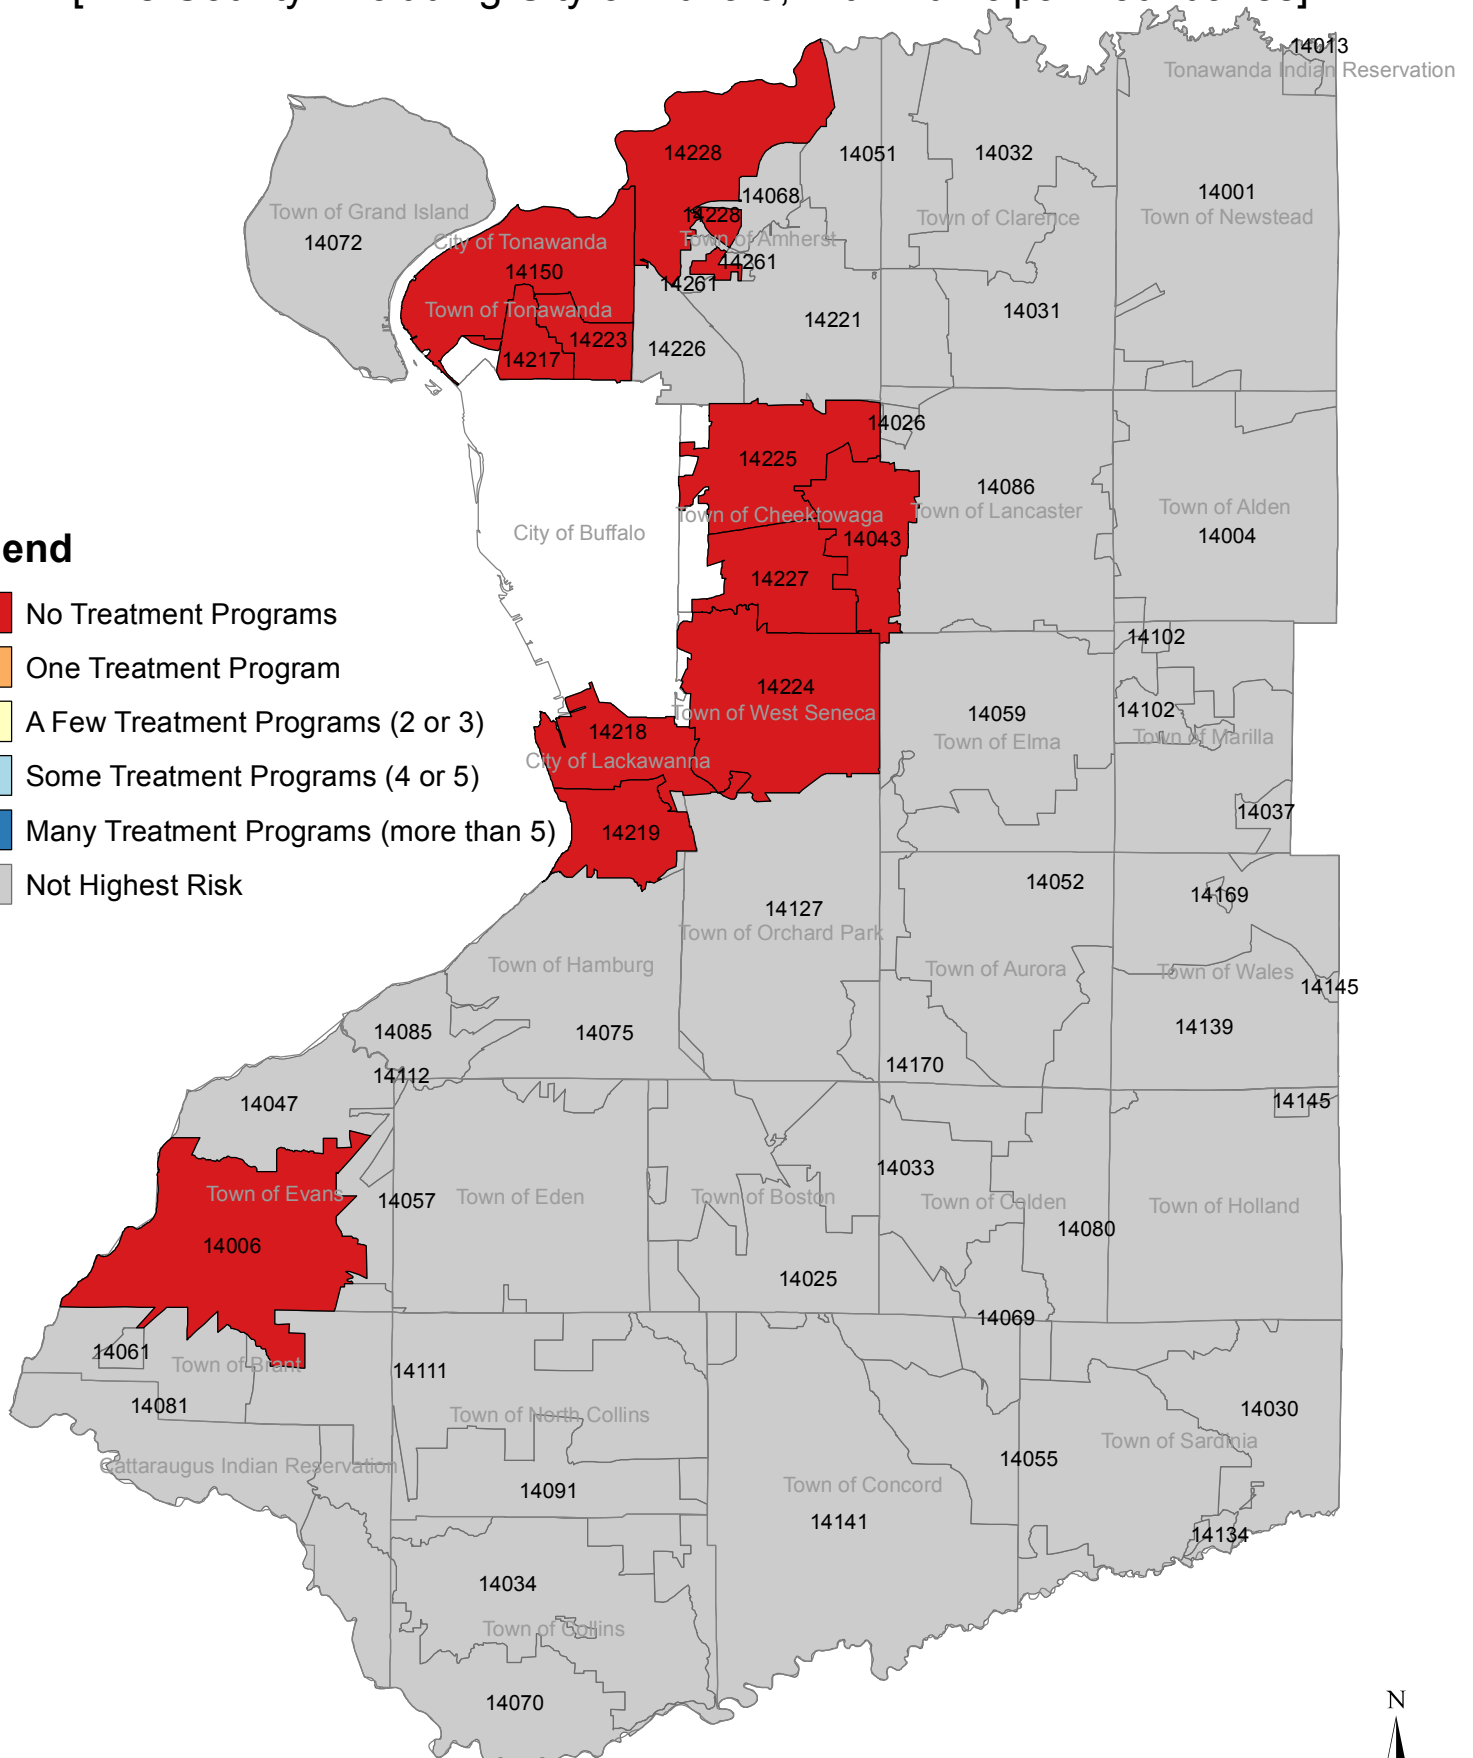 14013
Tonawanda Indian Reservation
14228
14051
14032
14068
14001
Town of Grand Island
14072
City of Tonawanda
14228
Town of Amherst
Town of Clarence
Town of Newstead
14150
44261
14261
Town of Tonawanda
14221
14031
14223
14217
14226
14026
14225
14086
Town of Lancaster
Town of Alden
14004
Town of Cheektowaga
City of Buffalo
14043
14227
end
No Treatment Programs
One Treatment Program
A Few Treatment Programs (2 or 3)
Some Treatment Programs (4 or 5)
Many Treatment Programs (more than 5)
Not Highest Risk
14102
14224
Town of West Seneca
14059
Town of Elma
14102
Town of Marilla
14218
City of Lackawanna
14037
14219
14052
14169
14127
Town of Orchard Park
Town of Hamburg
Town of Aurora
Town of Wales
14145
14085
14075
14139
14170
14112
14047
14145
14033
Town of Evans
14057
Town of Eden
Town of Boston
Town of Colden
Town of Holland
14080
14006
14025
14069
14061
Town of Brant
14111
14081
Town of North Collins
14030
Town of Sardinia
14055
Cattaraugus Indian Reservation
14091
Town of Concord
14141
14134
14034
Town of Collins
14070
N